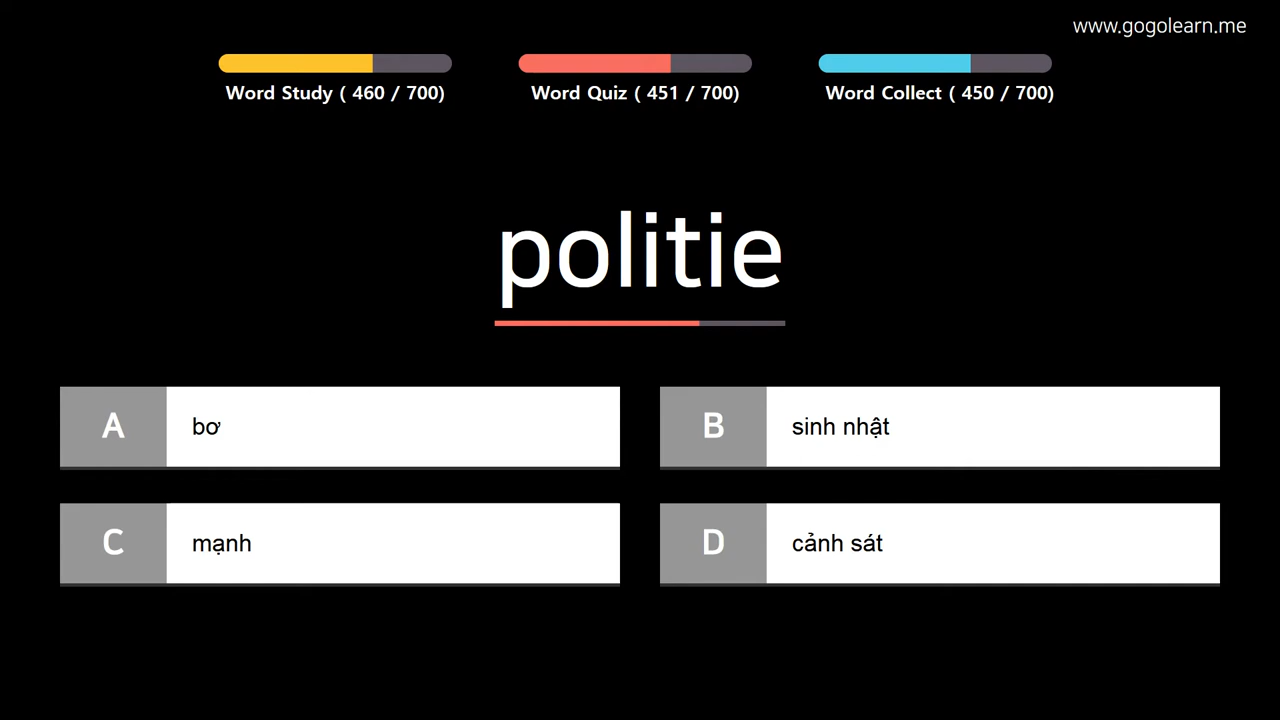 www.gogolearn.me
Word Study ( 460 / 700)
Word Quiz ( 451 / 700)
Word Collect ( 450 / 700)
politie
A bơ
B sinh nhật
C mạnh
D cảnh sát